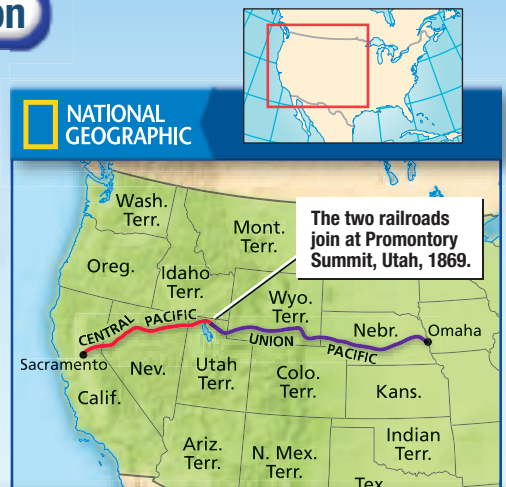 on
NATIONAL
GEOGRAPHIC
The two railroads
join at Promontory
Summit, Utah, 1869.
Wash.
Terr.
Mont.
Terr.
Oreg.
Idaho
Terr.
Wyo.
Terr.
CENTRAL PACIFIC
UNION PACIFIC
Nebr.
Omaha
Sacramento
Nev.
Utah
Terr.
Colo.
Terr.
Kans.
Calif.
Ariz.
Terr.
N. Mex.
Terr.
Indian
Terr.
Tex.